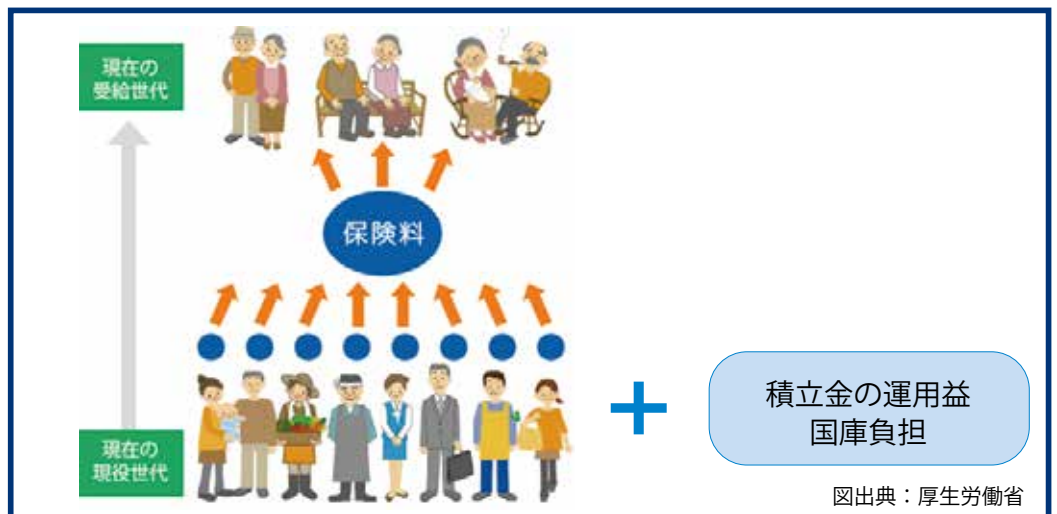 現在の
受給世代
保険料
現在の
現役世代
+
積立金の運用益
国庫負担
図出典：厚生労働省